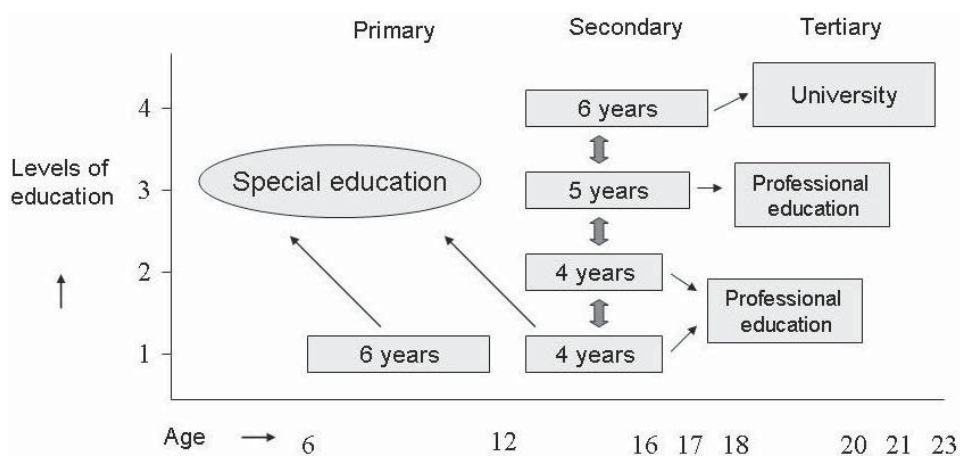 Primary
Secondary
Tertiary
4
6 years
University
Levels of
education
3
Special education
5 years
Professional
education
2
4 years
Professional
education
1
6 years
4 years
Age
6
12
16
17
18
20
21
23